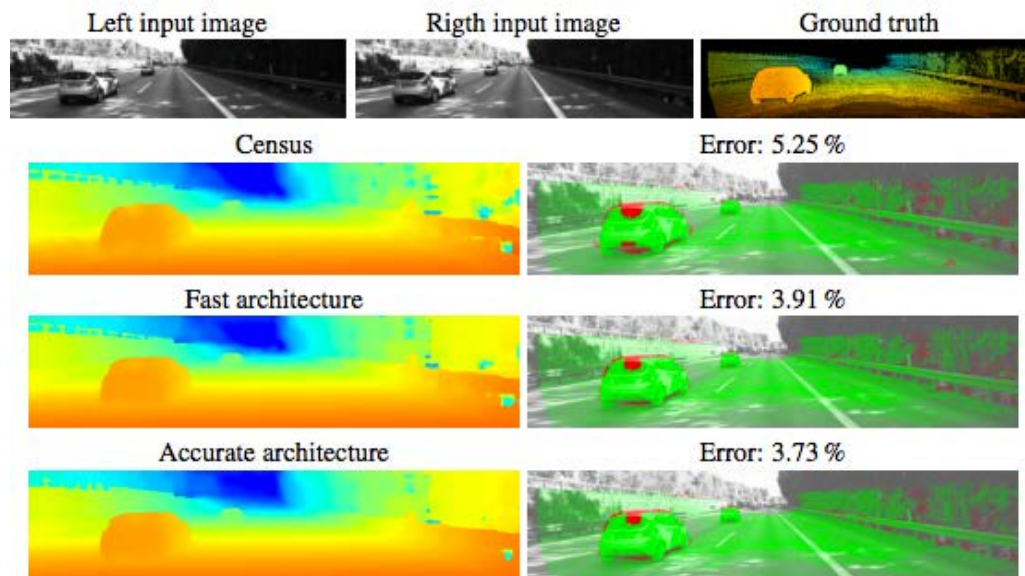 Left input image
Rigth input image
Ground truth
Census
Error: 5.25 %
Fast architecture
Error: 3.91 %
Accurate architecture
Error: 3.73 %